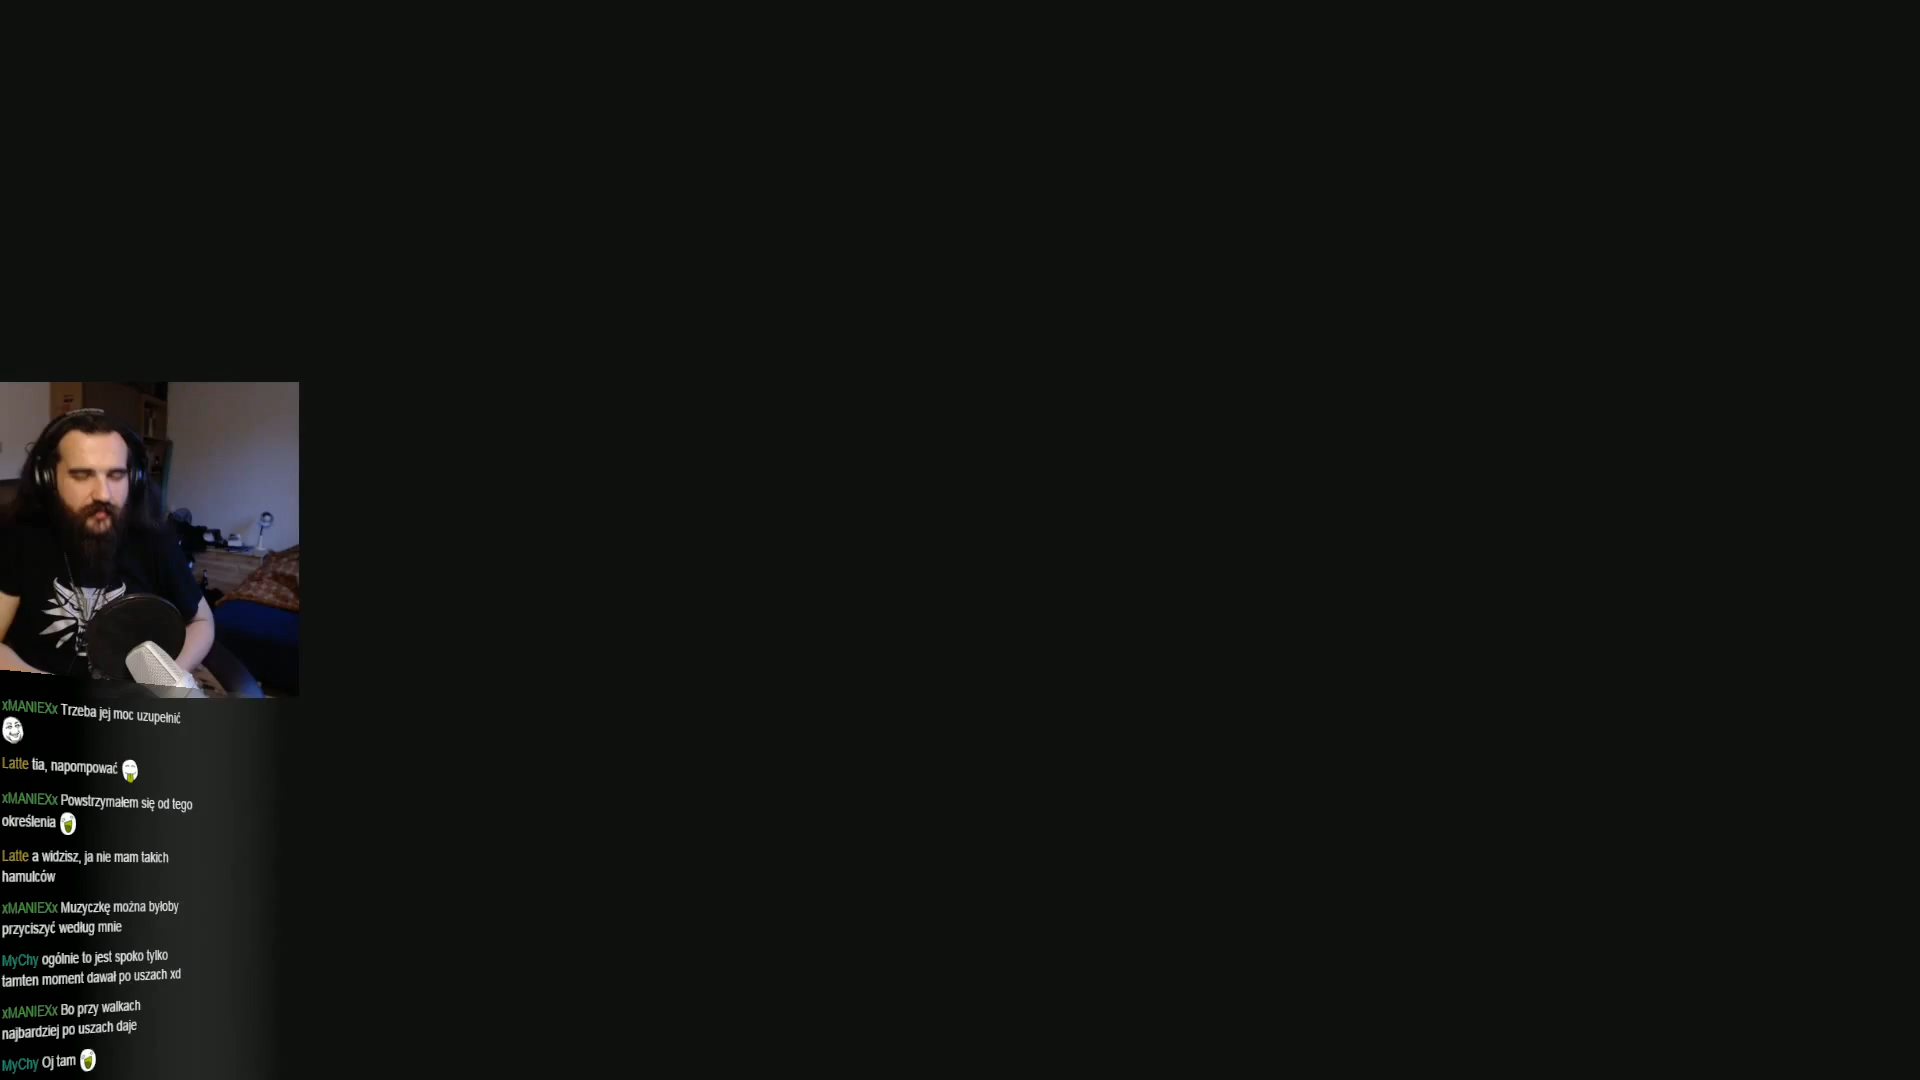 xMANIEXx Trzeba jej moc uzupełnić
Latte tia, napompować
xMANIEXx Powstrzymałem się od tego
określenia
Latte a widzisz, ja nie mam takich
hamulców
xMANIEXx Muzyczkę można byłoby
przyciszyć według mnie
MyChy ogólnie to jest spoko tylko
tamten moment dawał po uszach xd
xMANIEXx Bo przy walkach
najbardziej po uszach daje
MyChy Oj tam